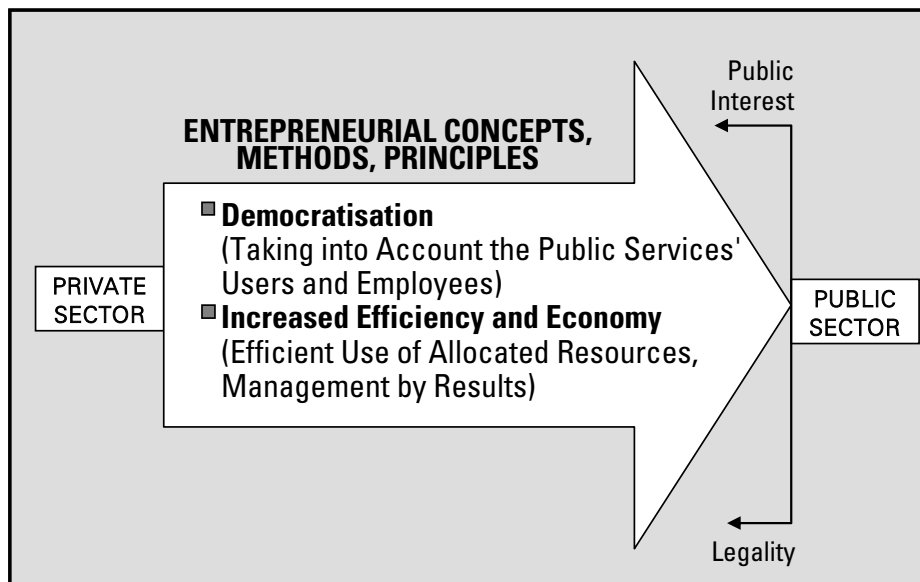 Public
Interest
ENTREPRENEURIAL CONCEPTS,
METHODS, PRINCIPLES
Democratisation
(Taking into Account the Public Services'
Users and Employees)
Increased Efficiency and Economy
(Efficient Use of Allocated Resources,
Management by Results)
PRIVATE
SECTOR
PUBLIC
SECTOR
Legality